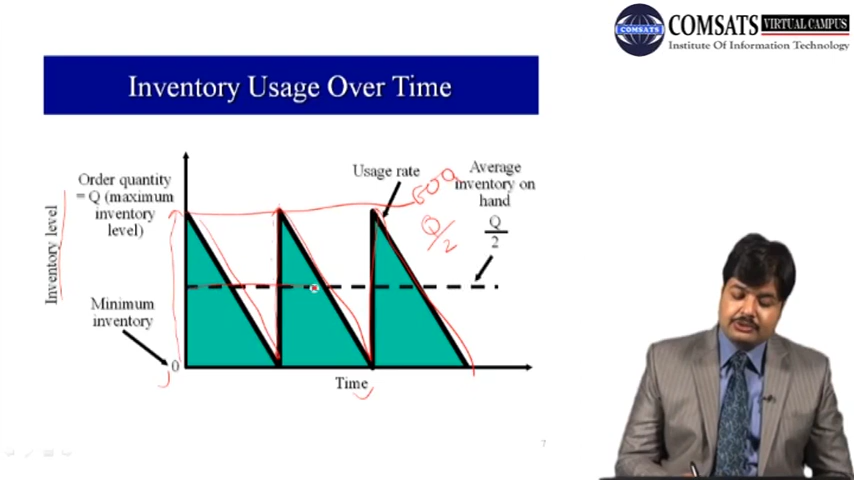 COMSATS VIRTUAL CAMPUS
COMSATS
Institute Of Information Technology
Inventory Usage Over Time
Inventory level
Order quantity
= Q (maximum
inventory
level)
Minimum
inventory
0
Usage rate
600
Q/2
Average
inventory on
hand
Q
2
Time
7